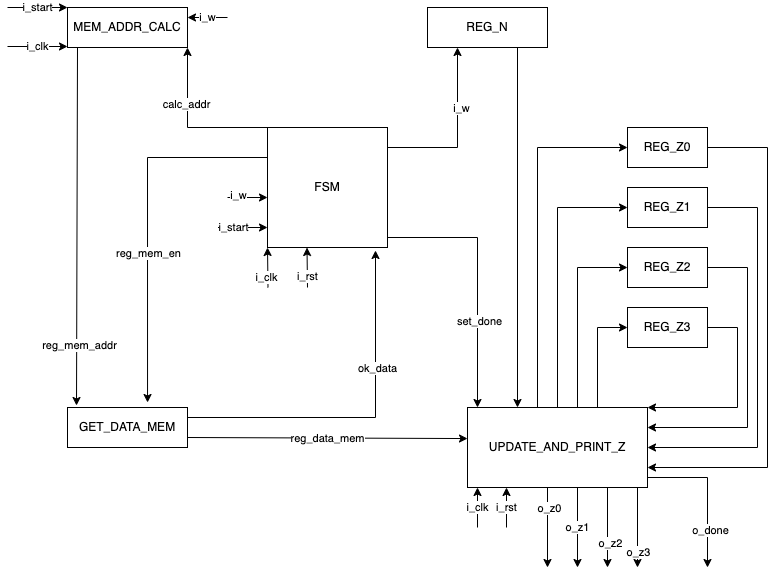 i_start
MEM_ADDR_CALC
i_w
REG_N
i_clk
calc_addr
i_w
REG_Z0
FSM
i_w
REG_Z1
i_start
reg_mem_en
REG_Z2
i_clk
i_rst
set_done
REG_Z3
reg_mem_addr
ok_data
GET_DATA_MEM
reg_data_mem
UPDATE_AND_PRINT_Z
i_clk
i_rst
o_z0
o_z1
o_z2
o_z3
o_done